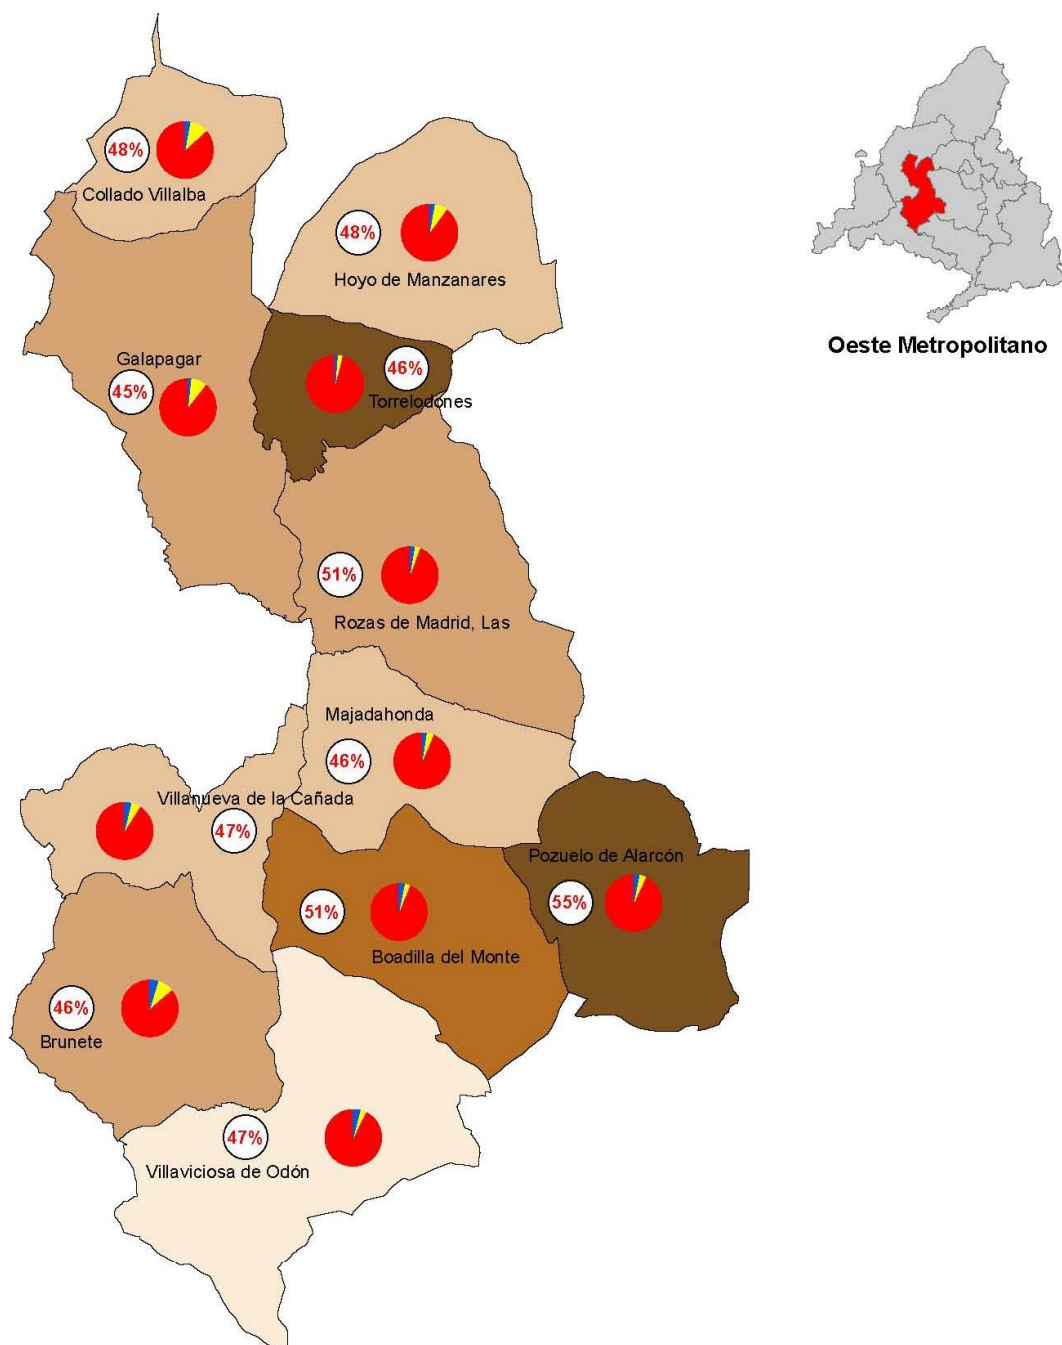 48%
Collado Villalba
48%
Hoyo de Manzanares
Oeste Metropolitano
Galapagar
45%
46%
Torrelodones
51%
Rozas de Madrid, Las
Majadahonda
46%
Villanueva de la Cañada
47%
Pozuelo de Alarcón
55%
51%
Boadilla del Monte
46%
Brunete
47%
Villaviciosa de Odón